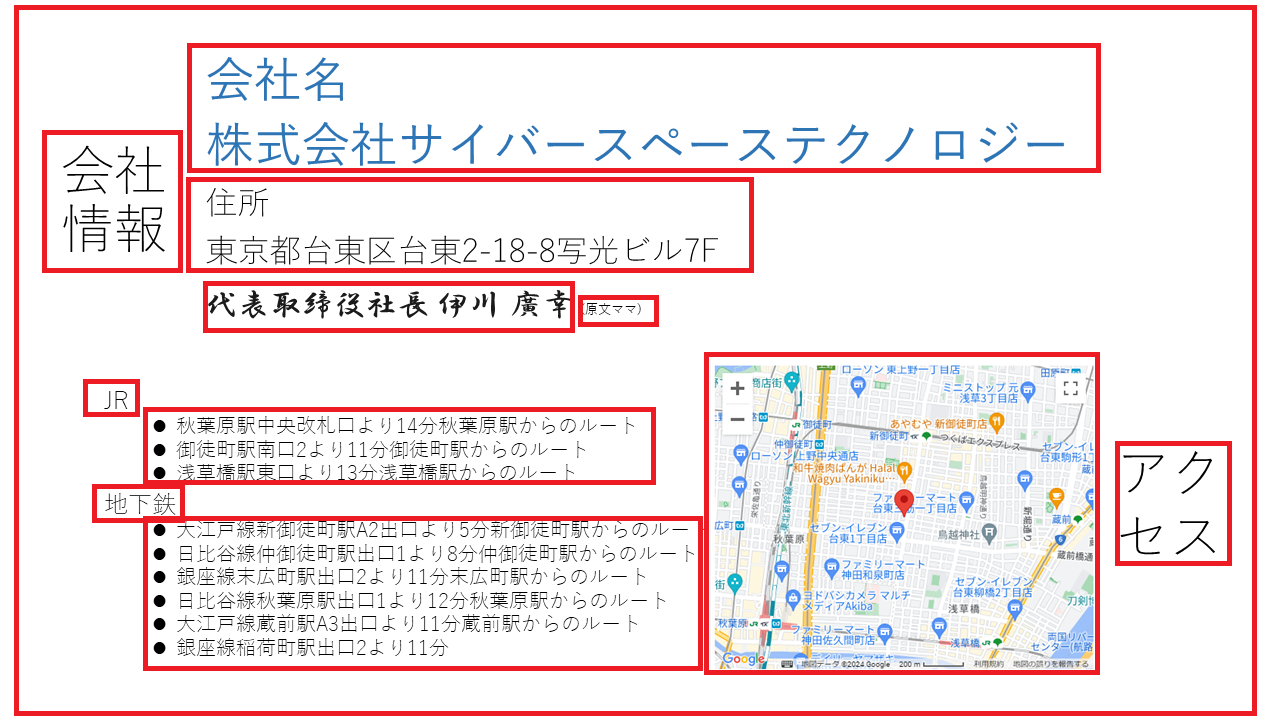 会社
情報
会社名
株式会社サイバースペーステクノロジー
住所
東京都台東区台東2-18-8写光ビル7F
代表取締役社長 伊川 廣幸
(原文ママ)
JR
● 秋葉原駅中央改札口より14分秋葉原駅からのルート
● 御徒町駅南口2より11分御徒町駅からのルート
● 浅草橋駅東口より13分浅草橋駅からのルート
地下鉄
● 大江戸線新御徒町駅A2出口より5分新御徒町駅からのルート
● 日比谷線仲御徒町駅出口1より8分仲御徒町駅からのルート
● 銀座線末広町駅出口2より11分末広町駅からのルート
● 日比谷線秋葉原駅出口1より12分秋葉原駅からのルート
● 大江戸線蔵前駅A3出口より11分蔵前駅からのルート
● 銀座線稲荷町駅出口2より11分
アク
セス
ローソン 東上野一丁目店
商店街
田原町
ミニストップ 元
浅草3丁目店
御徒町
あやむや 新御徒町店
新御徒町
つくばエクスプレス
仲御徒町
ローソン 上野中央通店
セブン-イレ
台東駒形1丁
和牛焼肉ぱんが Halal
Wagyu Yakiniku…
ファミリーマート
蔵前
広町
セブン-イレブン
台東1丁目店
鳥越神社
新堀通り
秋葉原
蔵前橋通
ファミリーマート
神田和泉町店
セブン-イレブン
台東柳橋2丁目店
ヨドバシカメラ マルチ
メディアAkiba
浅草橋
刀剣
秋葉原
ファミリーマート
神田佐久間町店
浅草橋
両国リバー
センター(航路
Google
地図データ ©2024 Google
200 m
利用規約
地図の誤りを報告する